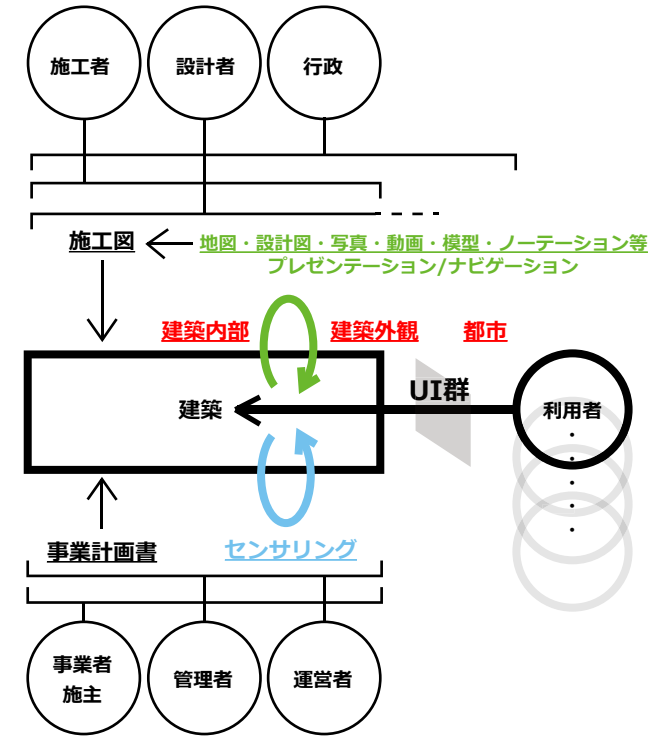 施工者
設計者
行政
施工図
地図・設計図・写真・動画・模型・ノーテーション等
プレゼンテーション/ナビゲーション
建築内部
建築外観
都市
UI群
建築
利用者
事業計画書
センサリング
事業者
施主
管理者
運営者